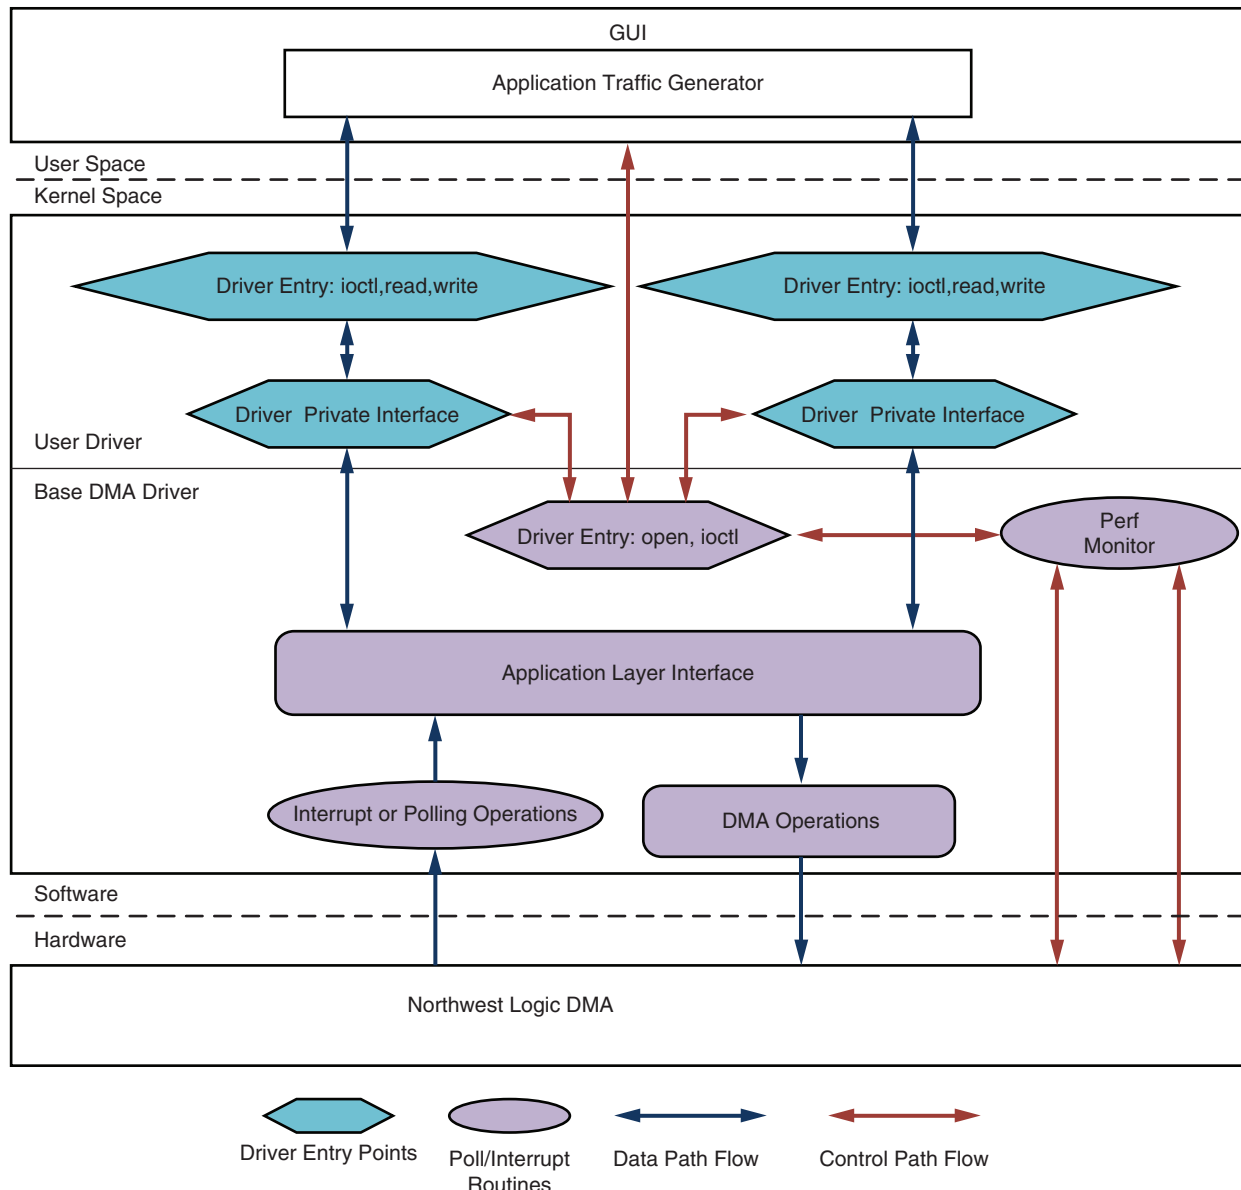 GUI
Application Traffic Generator
User Space
Kernel Space
Driver Entry: ioctl,read,write
Driver Entry: ioctl,read,write
Driver  Private Interface
Driver  Private Interface
User Driver
Base DMA Driver
Driver Entry: open, ioctl
Perf
Monitor
Application Layer Interface
Interrupt or Polling Operations
DMA Operations
Software
Hardware
Northwest Logic DMA
Driver Entry Points
Poll/Interrupt
Routines
Data Path Flow
Control Path Flow